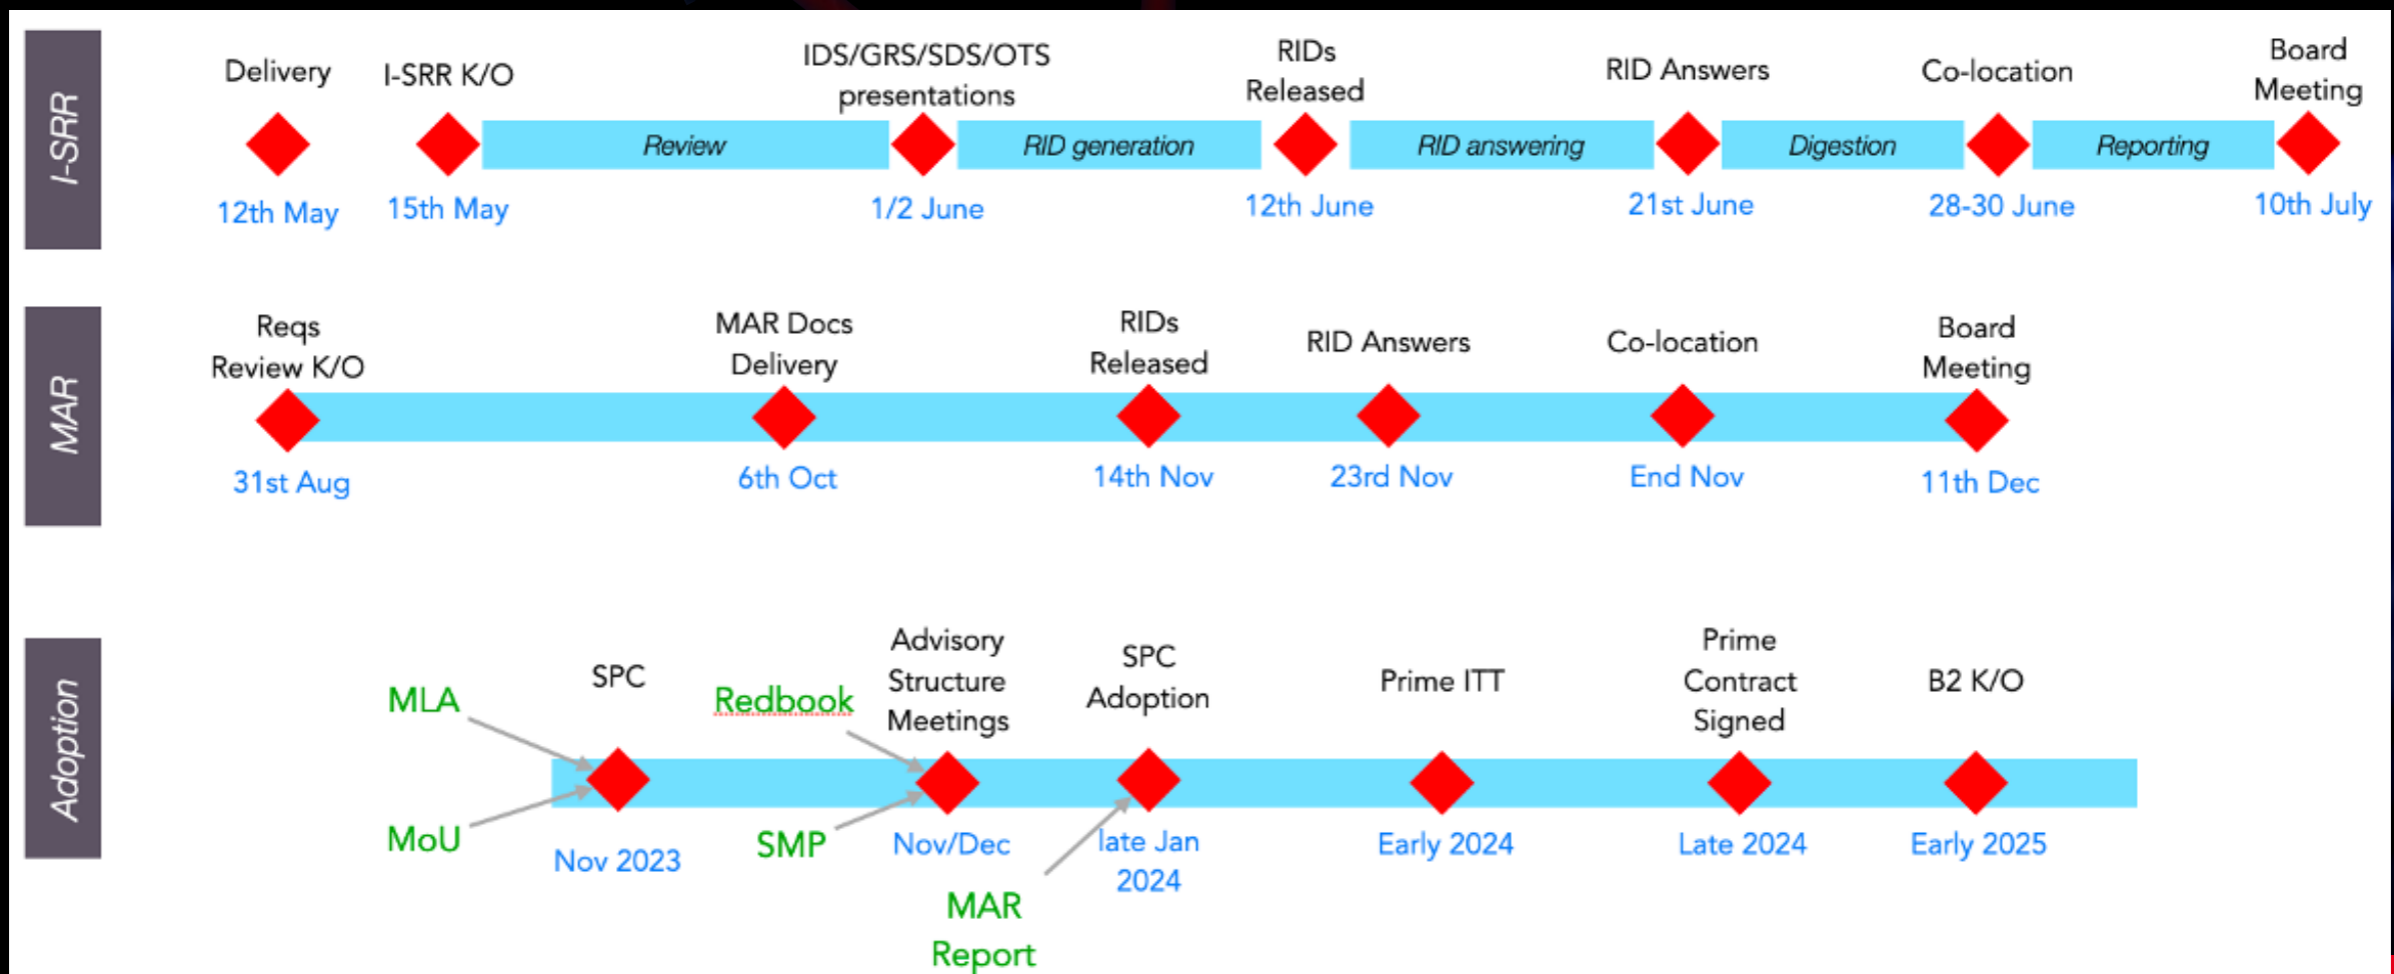 I-SRR
Delivery
12th May
I-SRR K/O
15th May
Review
IDS/GRS/SDS/OTS
presentations
1/2 June
RID generation
RIDs
Released
12th June
RID answering
RID Answers
21st June
Digestion
Co-location
28-30 June
Reporting
Board
Meeting
10th July
MAR
Reqs
Review K/O
31st Aug
MAR Docs
Delivery
6th Oct
RIDs
Released
14th Nov
RID Answers
23rd Nov
Co-location
End Nov
Board
Meeting
11th Dec
Adoption
MLA
MoU
SPC
Nov 2023
Redbook
SMP
Advisory
Structure
Meetings
Nov/Dec
SPC
Adoption
late Jan
2024
MAR
Report
Prime ITT
Early 2024
Prime
Contract
Signed
Late 2024
B2 K/O
Early 2025